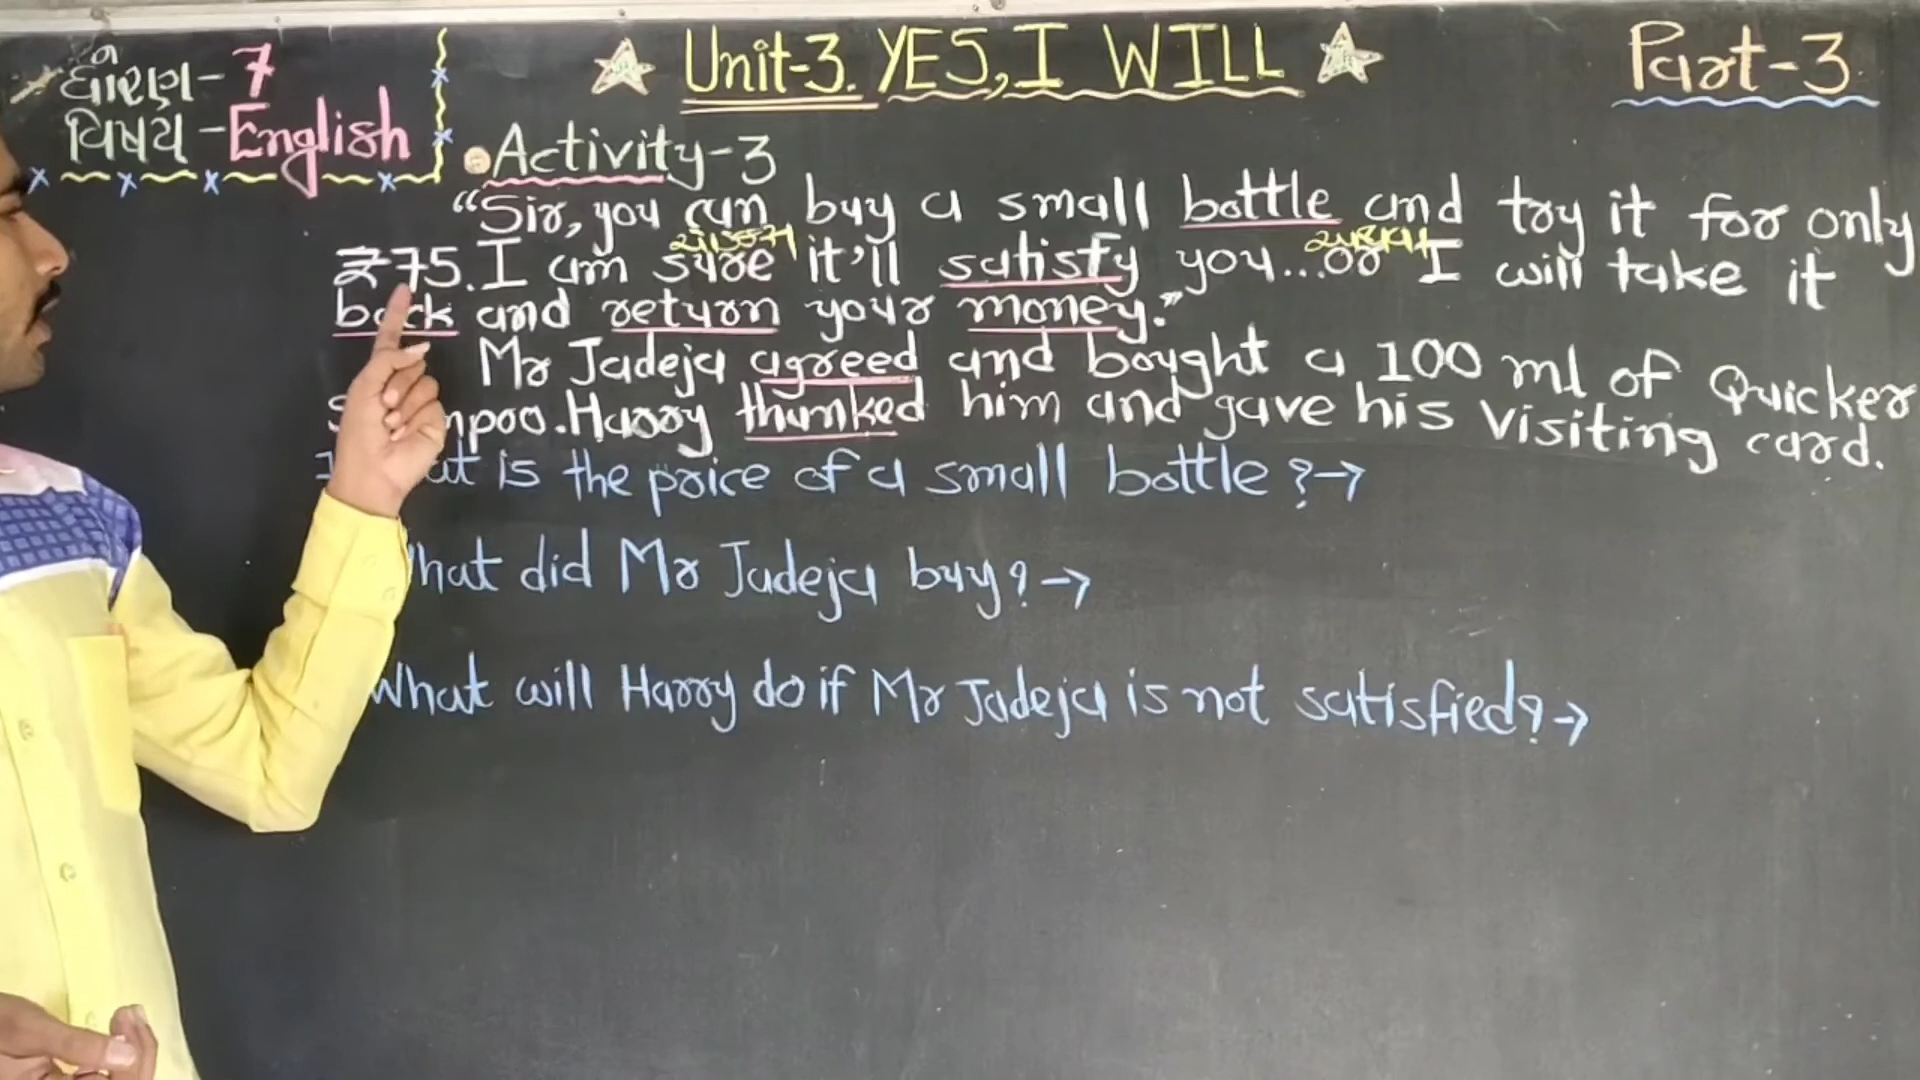 ધોરણ-7
વિષય-English
Unit-3. YES, I WILL
Part-3
Activity-3
"Sir, you can buy a small bottle and try it for only
₹75. I am sure it'll satisfy you...or I will take it
back and return your money."
Mr Jadeja agreed and bought a 100 ml of Quicker
npoo. Harry thanked him and gave his visiting card.
is the price of a small bottle?→
What did Mr Jadeja buy?→
What will Harry do if Mr Jadeja is not satisfied?→